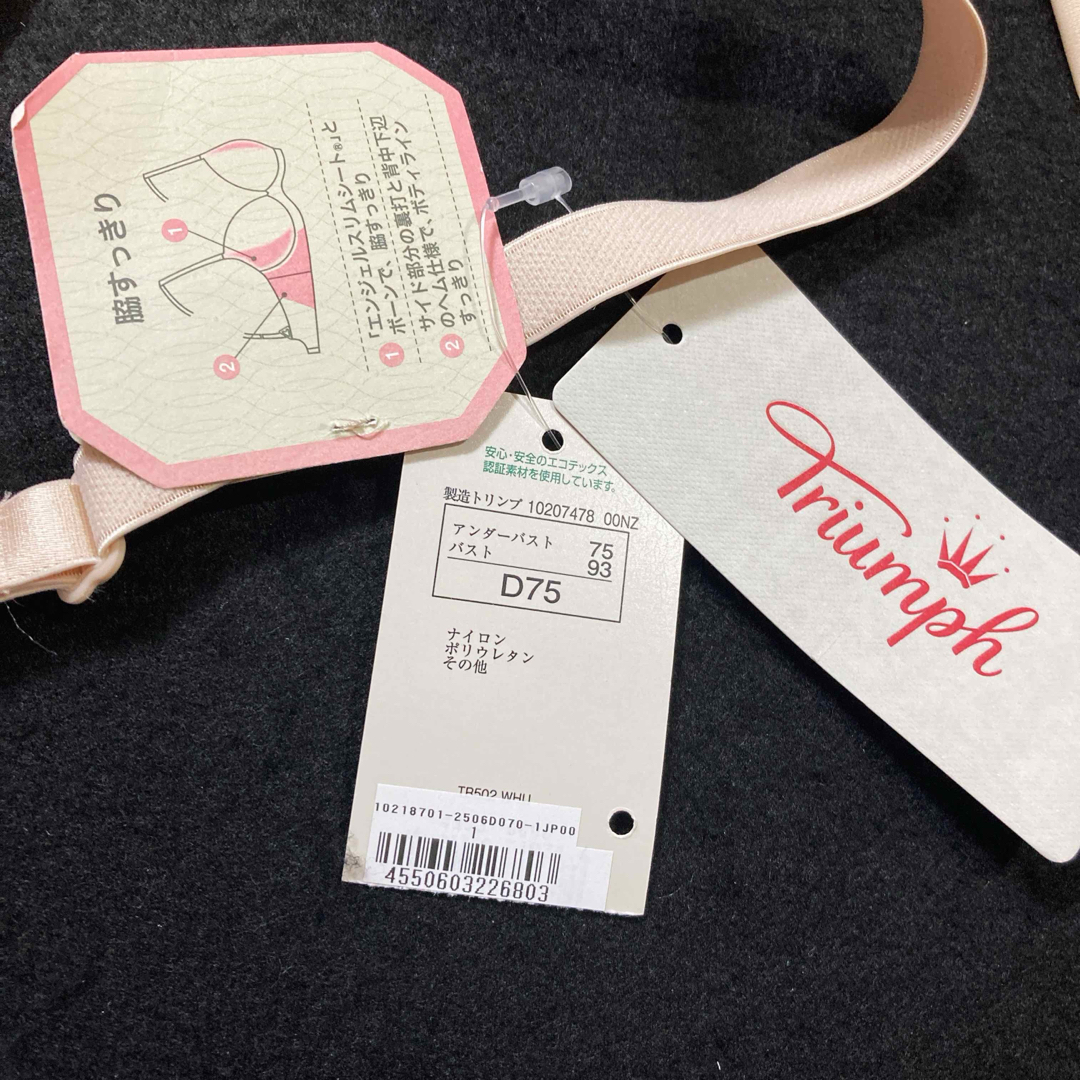 脇すっきり
1
2
1 「エンジェルスリムシート®」と
ボーンで、脇すっきり
2 サイド部分の裏打と背中下辺
のヘム仕様で、ボディライン
すっきり
安心・安全のエコテックス
認証素材を使用しています。
製造トリンプ 10207478 00NZ
アンダーバスト 75
バスト 93
D75
ナイロン
ポリウレタン
その他
TR502 WHU
10218701-2506D070-1JP00
1
4550603226803
Triumph